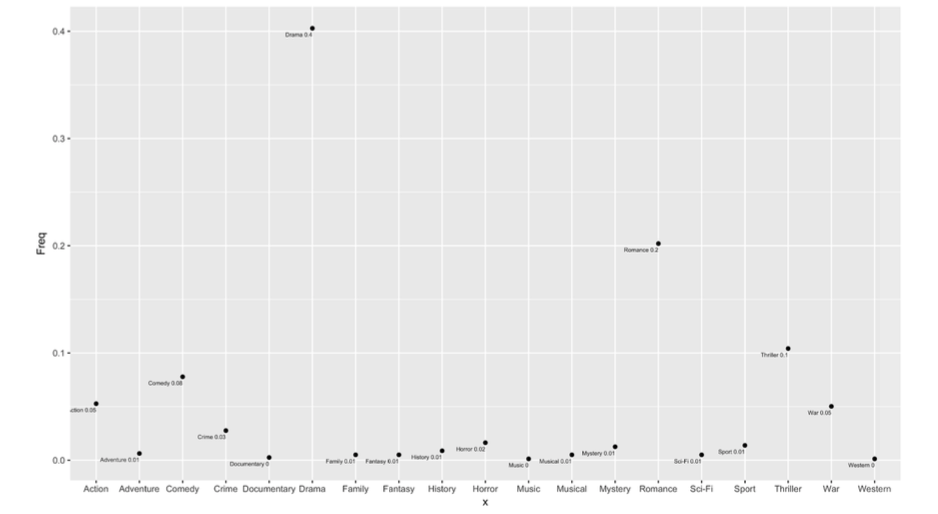 0.4
Drama 0.4
0.3
Freq
0.2
Romance 0.2
0.1
Thriller 0.1
Comedy 0.08
ction 0.05
War 0.05
Crime 0.03
Horror 0.02
Sport 0.01
Mystery 0.01
History 0.01
0.0
Adventure 0.01
Family 0.01
Fantasy 0.01
Musical 0.01
Sci-Fi 0.01
Documentary 0
Music 0
Western 0
Action Adventure Comedy Crime Documentary Drama Family Fantasy History Horror Music Musical Mystery Romance Sci-Fi Sport Thriller War Western
x